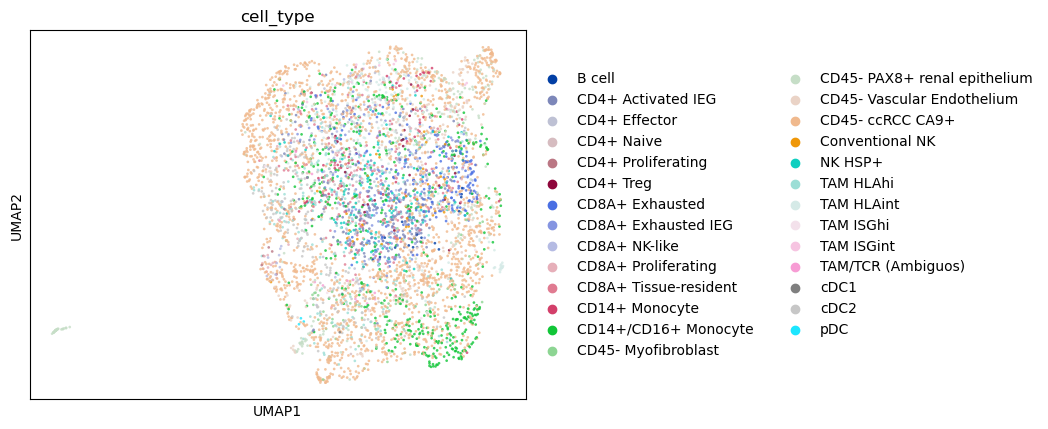 cell_type
UMAP2
UMAP1
B cell
CD4+ Activated IEG
CD4+ Effector
CD4+ Naive
CD4+ Proliferating
CD4+ Treg
CD8A+ Exhausted
CD8A+ Exhausted IEG
CD8A+ NK-like
CD8A+ Proliferating
CD8A+ Tissue-resident
CD14+ Monocyte
CD14+/CD16+ Monocyte
CD45- Myofibroblast
CD45- PAX8+ renal epithelium
CD45- Vascular Endothelium
CD45- ccRCC CA9+
Conventional NK
NK HSP+
TAM HLAhi
TAM HLAint
TAM ISGhi
TAM ISGint
TAM/TCR (Ambiguos)
cDC1
cDC2
pDC